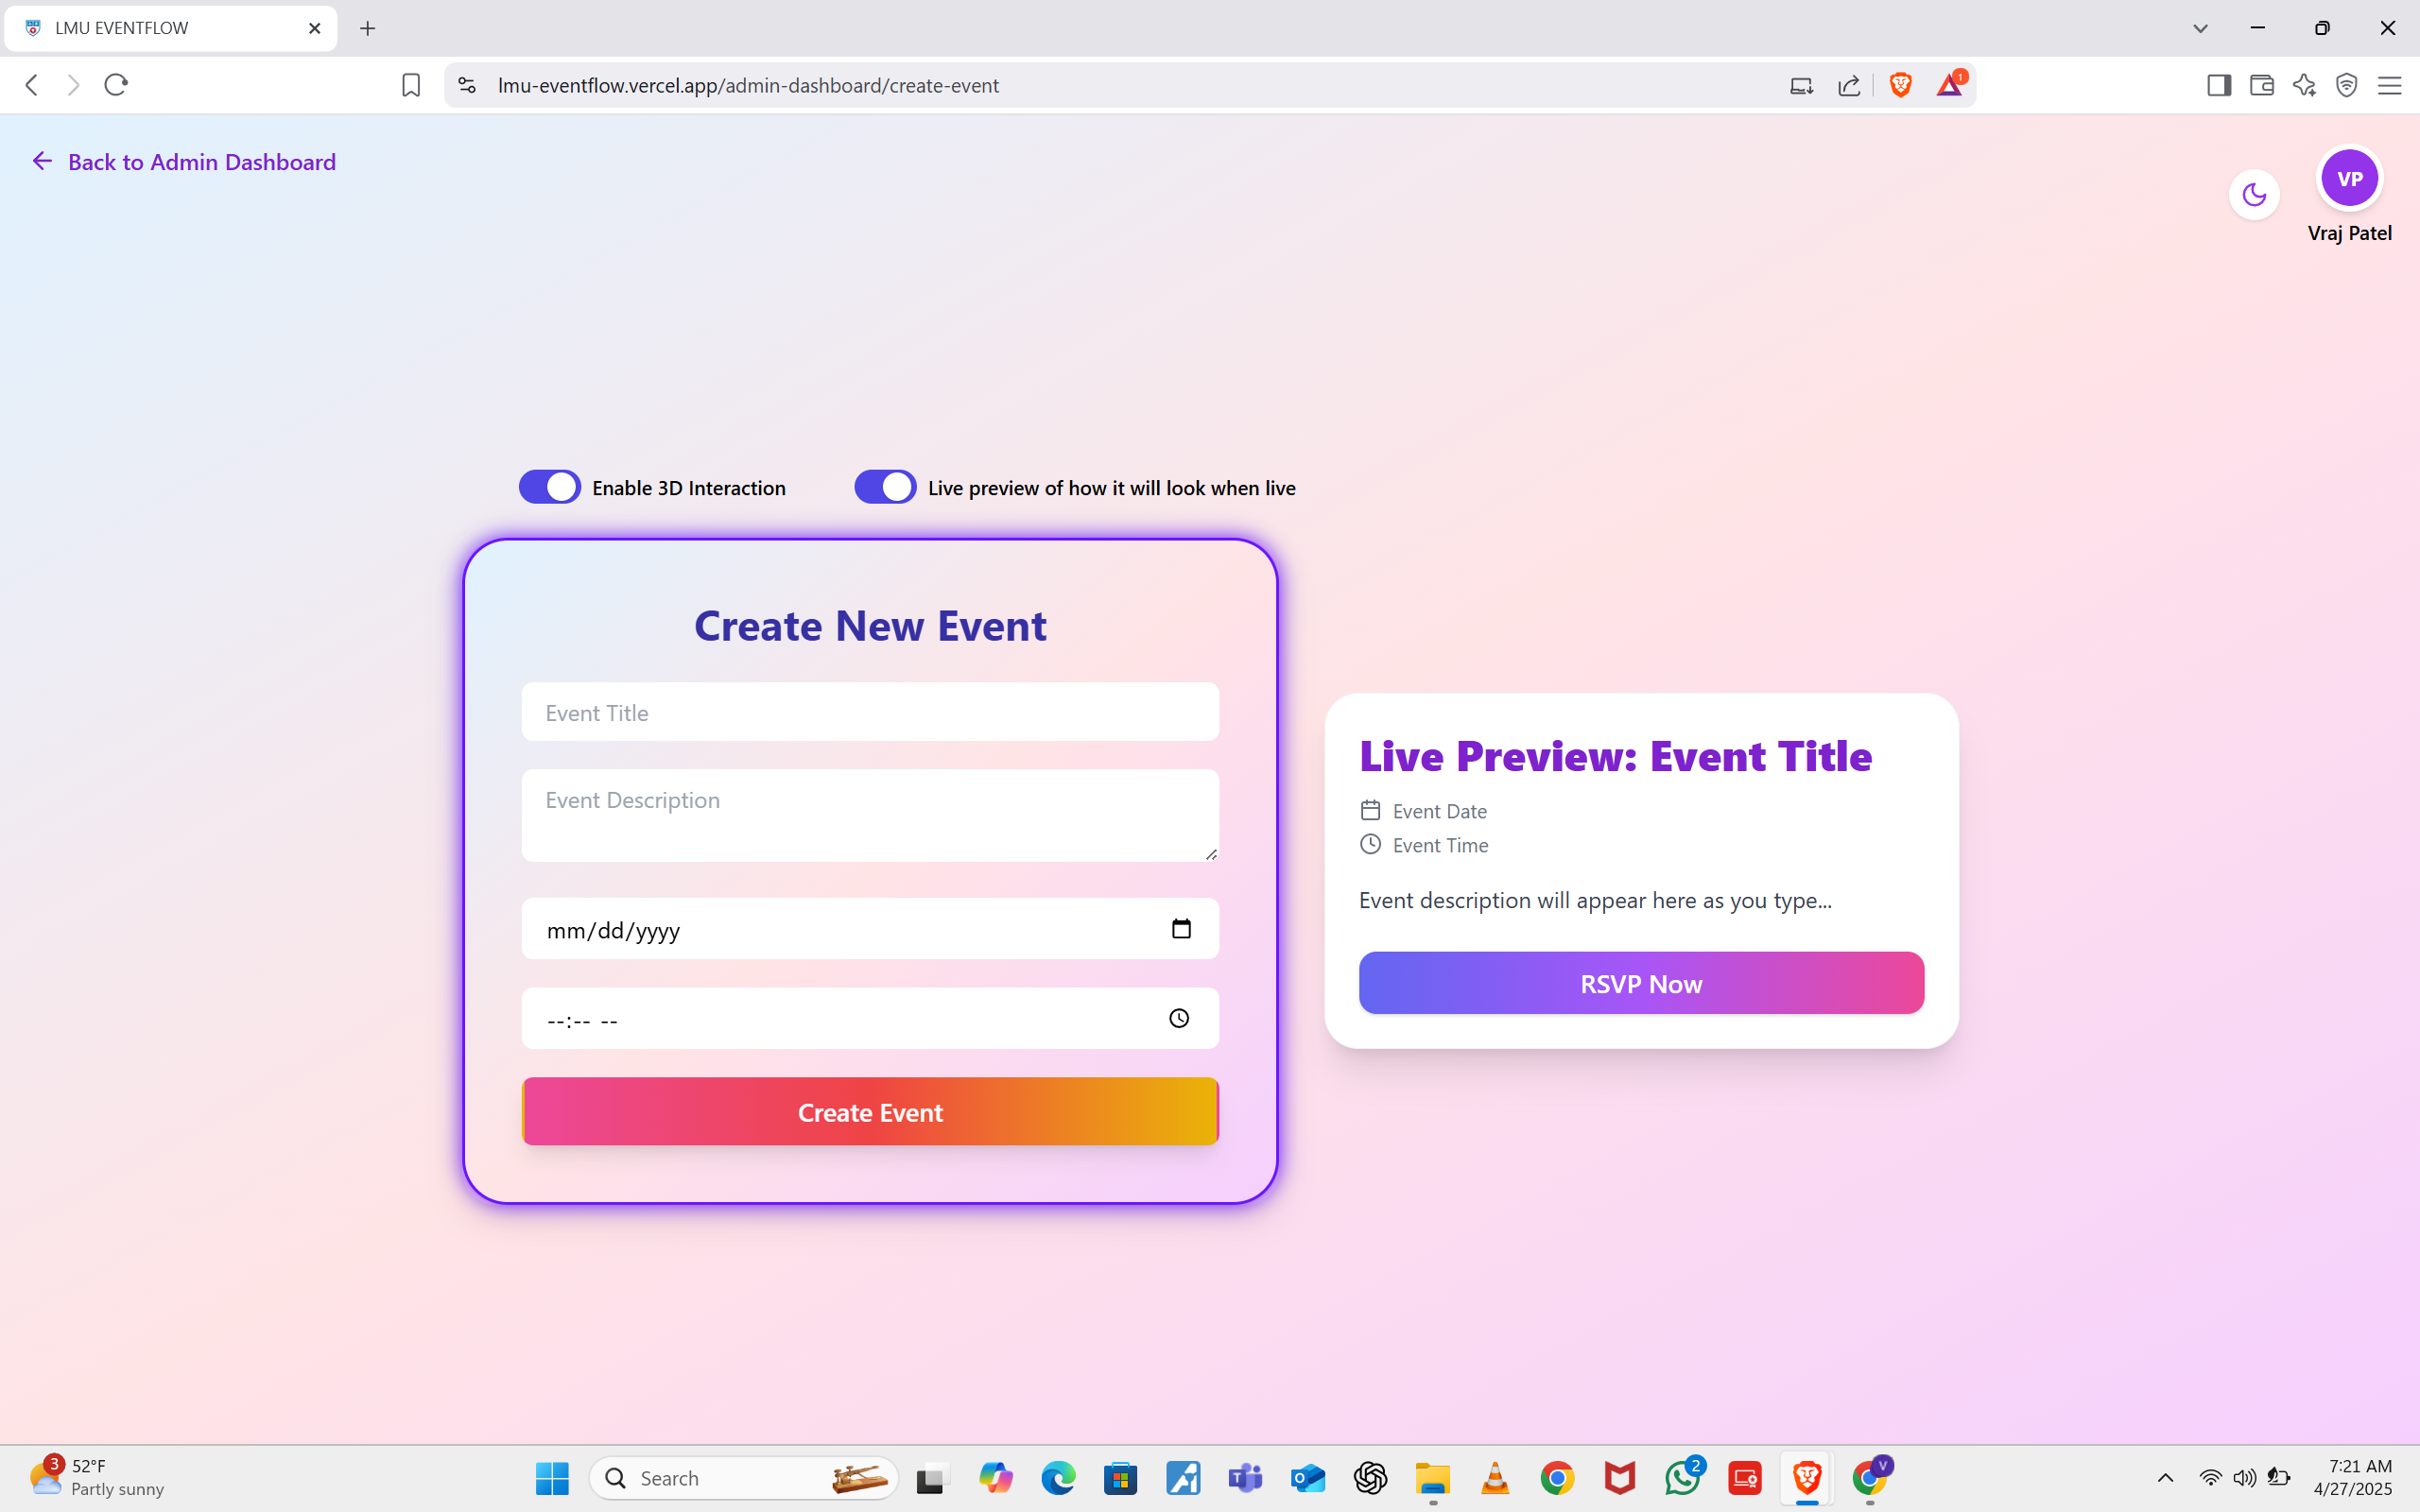 LMU EVENTFLOW
lmu-eventflow.vercel.app/admin-dashboard/create-event
1
Back to Admin Dashboard
VP
Vraj Patel
Enable 3D Interaction
Live preview of how it will look when live
Create New Event
Event Title
Event Description
mm/dd/yyyy
--:-- --
Create Event
Live Preview: Event Title
Event Date
Event Time
Event description will appear here as you type...
RSVP Now
3
52°F
Partly sunny
Search
2
V
7:21 AM
4/27/2025